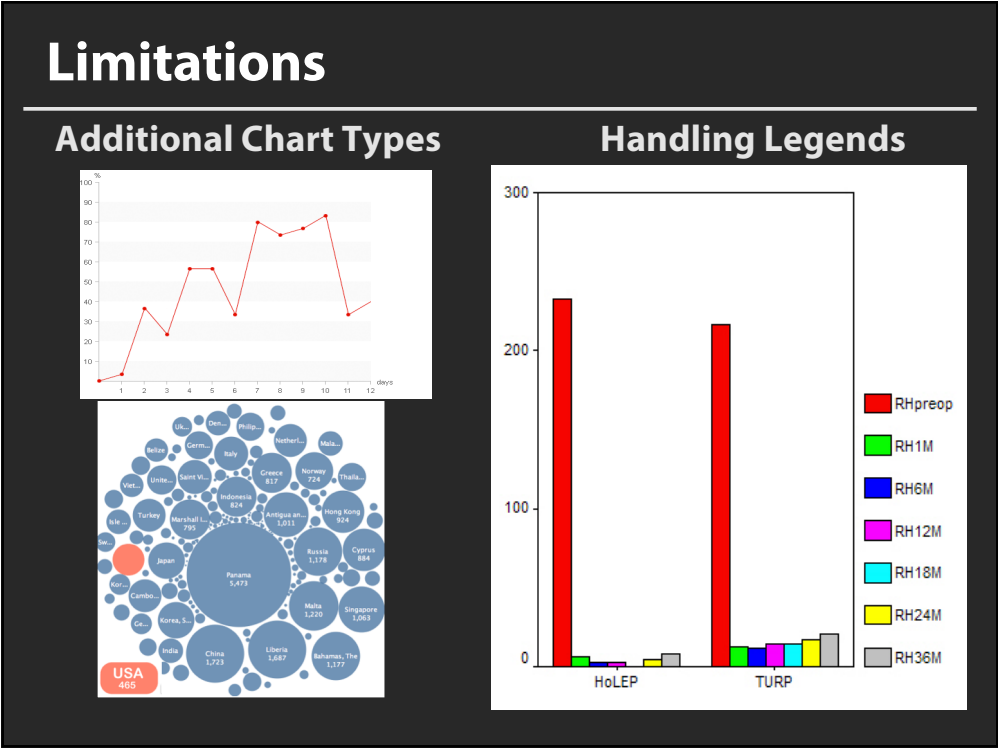 Limitations
Additional Chart Types
%
100
90
80
70
60
50
40
30
20
10
1 2 3 4 5 6 7 8 9 10 11 12 days
Uk...
Den...
Philip...
Belize
Germ...
Italy
Netherl...
Mala...
Viet...
Unite...
Saint Vi...
Greece
817
Norway
724
Thaila...
Indonesia
824
Isle ...
Turkey
Marshall I...
795
Antigua an...
1,011
Hong Kong
924
Sw...
Japan
Panama
5,473
Russia
1,178
Cyprus
884
Kor...
Cambo...
Malta
1,220
Singapore
1,063
Ge...
Korea, S...
India
China
1,723
Liberia
1,687
Bahamas, The
1,177
USA
465
Handling Legends
300
200
100
0
HoLEP TURP
RHpreop
RH1M
RH6M
RH12M
RH18M
RH24M
RH36M